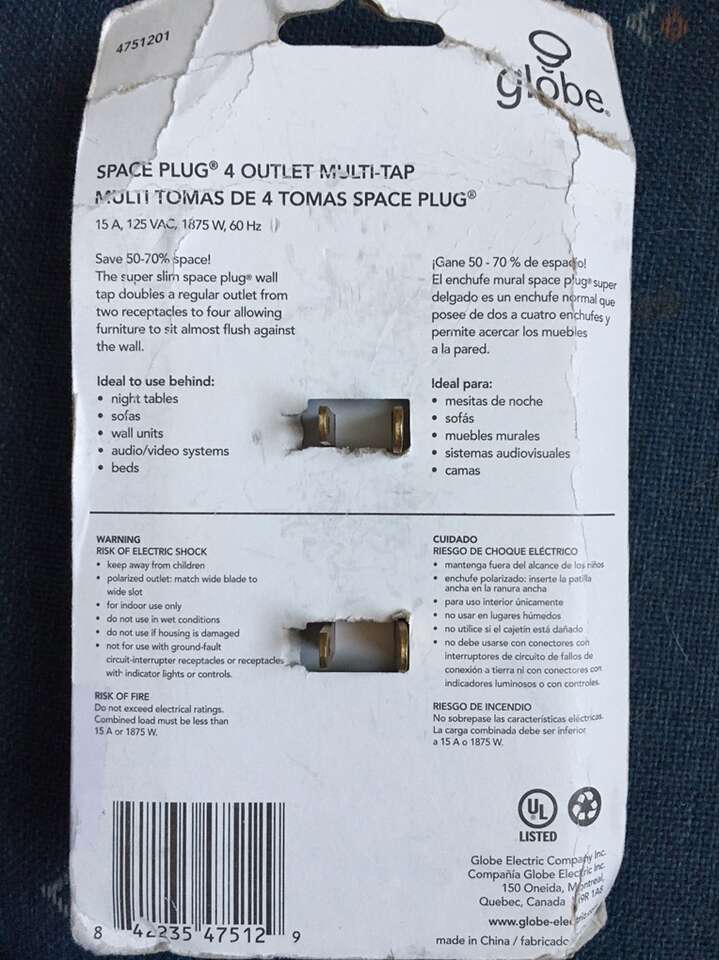 4751201
globe®
SPACE PLUG® 4 OUTLET MULTI-TAP
MULTI TOMAS DE 4 TOMAS SPACE PLUG®
15 A, 125 VAC, 1875 W, 60 Hz
Save 50-70% space!
The super slim space plug® wall
tap doubles a regular outlet from
two receptacles to four allowing
furniture to sit almost flush against
the wall.
Ideal to use behind:
• night tables
• sofas
• wall units
• audio/video systems
• beds
¡Gane 50 - 70 % de espacio!
El enchufe mural space plug® super
delgado es un enchufe normal que
posee de dos a cuatro enchufes y
permite acercar los muebles
a la pared.
Ideal para:
• mesitas de noche
• sofás
• muebles murales
• sistemas audiovisuales
• camas
WARNING
RISK OF ELECTRIC SHOCK
• keep away from children
• polarized outlet: match wide blade to
wide slot
• for indoor use only
• do not use in wet conditions
• do not use if housing is damaged
• not for use with ground-fault
circuit-interrupter receptacles or receptacles
with indicator lights or controls.
RISK OF FIRE
Do not exceed electrical ratings.
Combined load must be less than
15 A or 1875 W.
CUIDADO
RIESGO DE CHOQUE ELÉCTRICO
• mantenga fuera del alcance de los niños
• enchufe polarizado: inserte la patilla
ancha en la ranura ancha
• para uso interior únicamente
• no usar en lugares húmedos
• no utilice si el cajetín está dañado
• no debe usarse con conectores con
interruptores de circuito de fallos de
conexión a tierra ni con conectores con
indicadores luminosos o con controles.
RIESGO DE INCENDIO
No sobrepase las características eléctricas.
La carga combinada debe ser inferior
a 15 A o 1875 W.
UL
LISTED
Globe Electric Company Inc.
Compañía Globe Electric Inc.
150 Oneida, Montreal,
Quebec, Canada H9R 1A8
www.globe-electric.com
made in China / fabricado
8 42235 47512 9